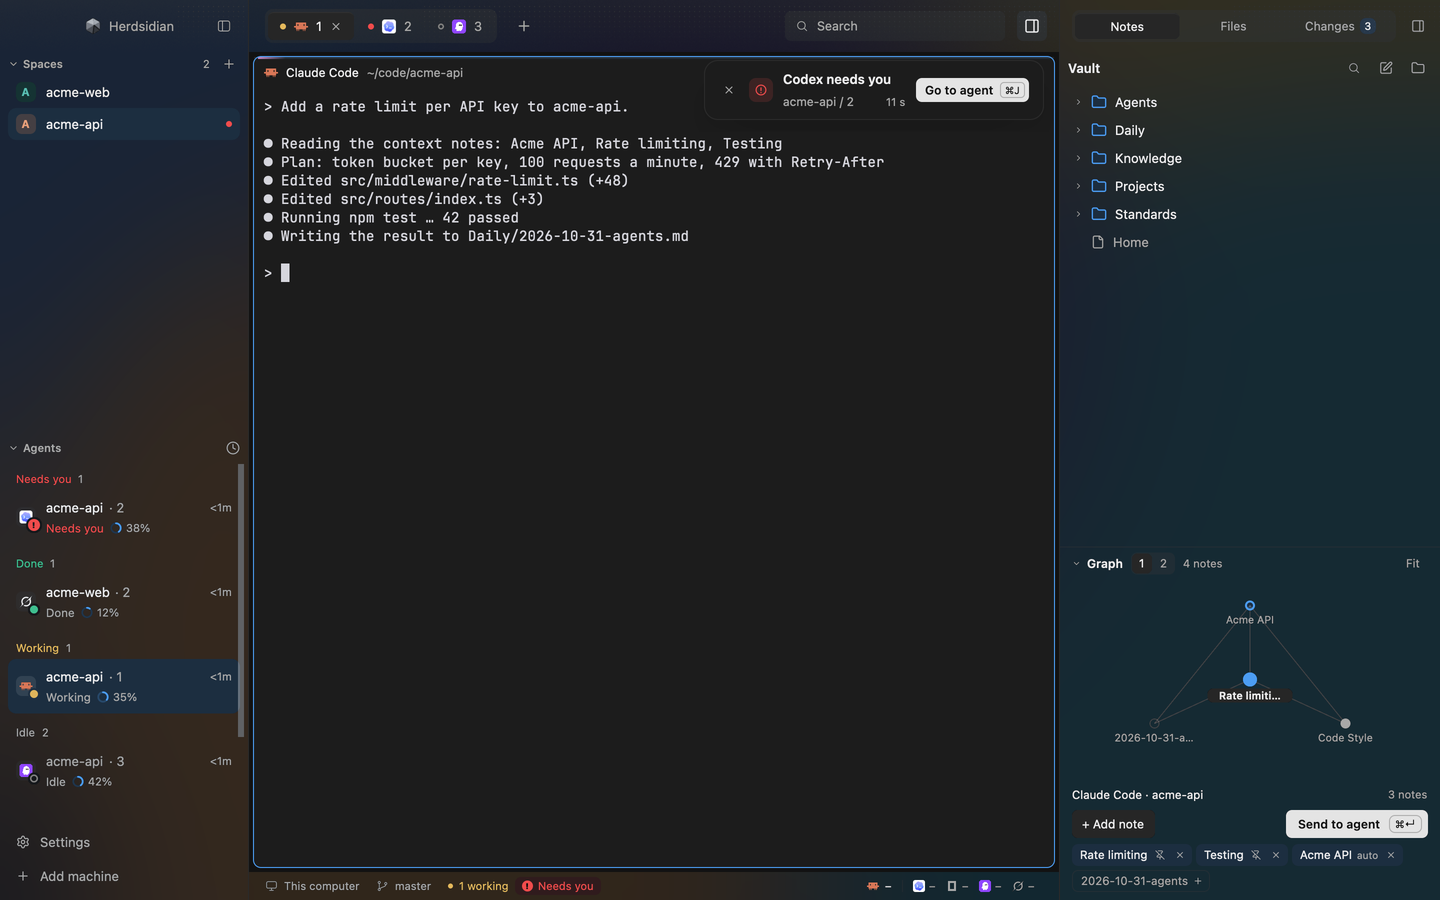 Herdsidian
Spaces 2
A acme-web
A acme-api
Agents
Needs you 1
acme-api · 2 <1m
Needs you 38%
Done 1
acme-web · 2 <1m
Done 12%
Working 1
acme-api · 1 <1m
Working 35%
Idle 2
acme-api · 3 <1m
Idle 42%
Settings
Add machine
1 2 3
Search
Claude Code ~/code/acme-api
> Add a rate limit per API key to acme-api.
Codex needs you
acme-api / 2 11 s
Go to agent ⌘J
Reading the context notes: Acme API, Rate limiting, Testing
Plan: token bucket per key, 100 requests a minute, 429 with Retry-After
Edited src/middleware/rate-limit.ts (+48)
Edited src/routes/index.ts (+3)
Running npm test … 42 passed
Writing the result to Daily/2026-10-31-agents.md
>
This computer master 1 working Needs you – – – – –
Notes Files Changes 3
Vault
Agents
Daily
Knowledge
Projects
Standards
Home
Graph 1 2 4 notes Fit
Acme API
Rate limiti...
2026-10-31-a...
Code Style
Claude Code · acme-api 3 notes
+ Add note Send to agent ⌘↵
Rate limiting Testing Acme API auto
2026-10-31-agents +